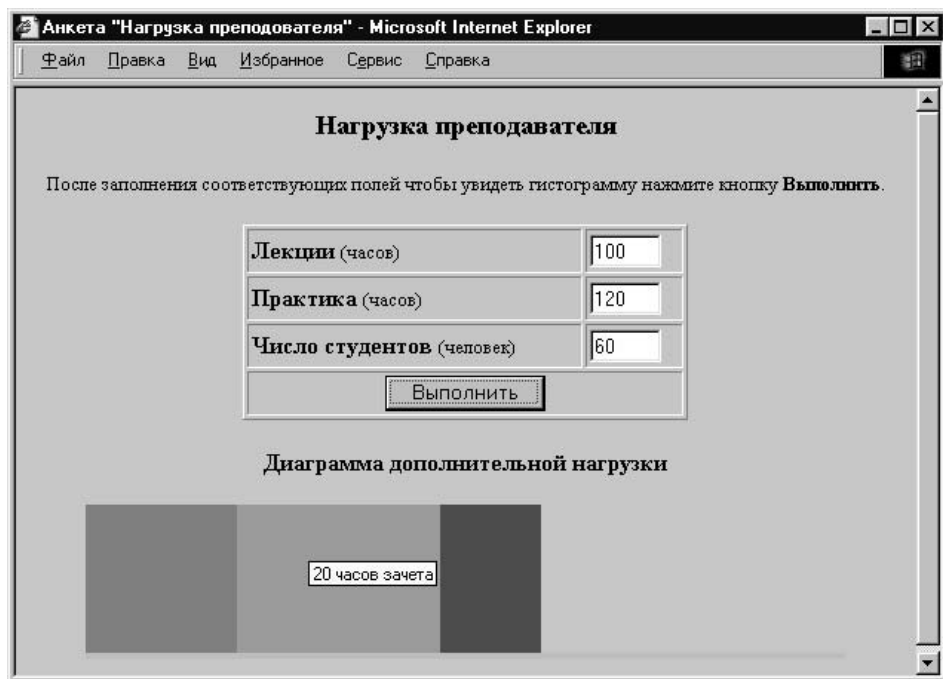 Анкета "Нагрузка преподователя" - Microsoft Internet Explorer
Файл Правка Вид Избранное Сервис Справка
Нагрузка преподавателя
После заполнения соответствующих полей чтобы увидеть гистограмму нажмите кнопку Выполнить.
Лекции (часов) 100
Практика (часов) 120
Число студентов (человек) 60
Выполнить
Диаграмма дополнительной нагрузки
20 часов зачета